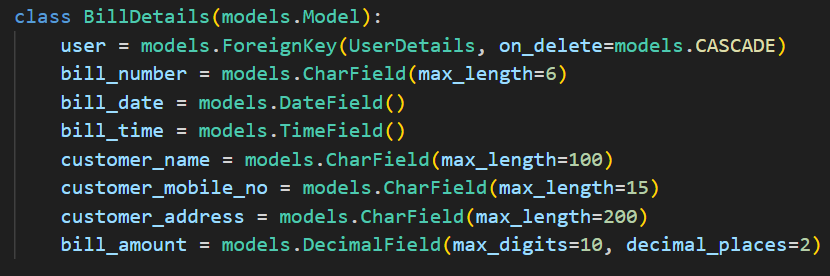 class BillDetails(models.Model):
    user = models.ForeignKey(UserDetails, on_delete=models.CASCADE)
    bill_number = models.CharField(max_length=6)
    bill_date = models.DateField()
    bill_time = models.TimeField()
    customer_name = models.CharField(max_length=100)
    customer_mobile_no = models.CharField(max_length=15)
    customer_address = models.CharField(max_length=200)
    bill_amount = models.DecimalField(max_digits=10, decimal_places=2)